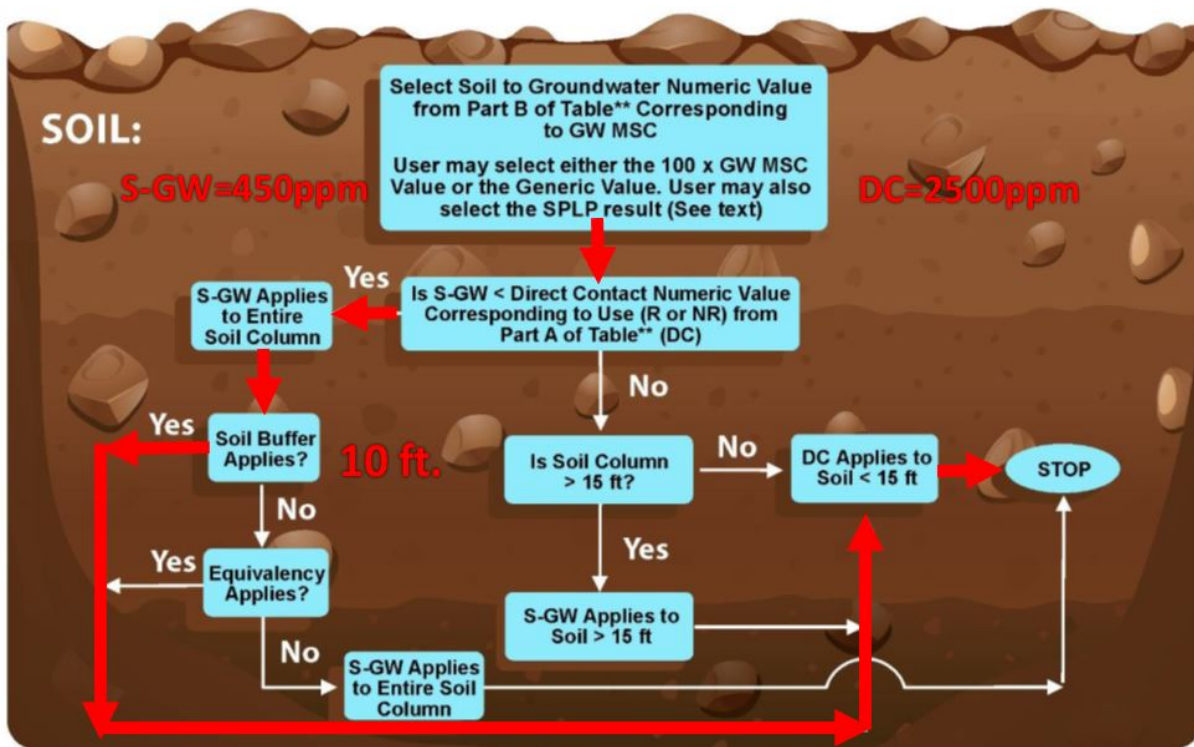 Select Soil to Groundwater Numeric Value
from Part B of Table** Corresponding
to GW MSC
User may select either the 100 x GW MSC
Value or the Generic Value. User may also
select the SPLP result (See text)
SOIL:
S-GW=450ppm
DC=2500ppm
Yes
S-GW Applies
to Entire
Soil Column
Is S-GW < Direct Contact Numeric Value
Corresponding to Use (R or NR) from
Part A of Table** (DC)
No
Yes
Soil Buffer
Applies?
10 ft.
Is Soil Column
> 15 ft?
No
DC Applies to
Soil < 15 ft
STOP
No
Yes
Yes
Equivalency
Applies?
S-GW Applies to
Soil > 15 ft
No
S-GW Applies
to Entire Soil
Column